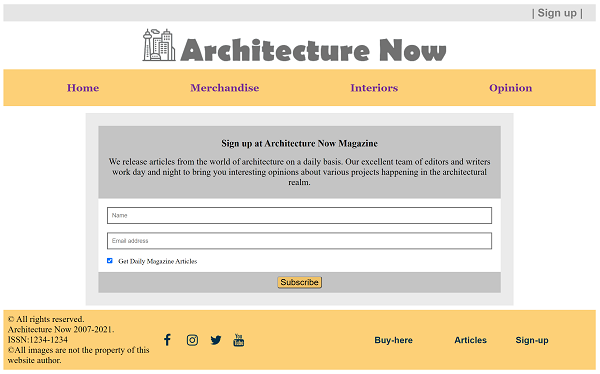 | Sign up |
Architecture Now
Home Merchandise Interiors Opinion
Sign up at Architecture Now Magazine
We release articles from the world of architecture on a daily basis. Our excellent team of editors and writers
work day and night to bring you interesting opinions about various projects happening in the architectural
realm.
Name
Email address
Get Daily Magazine Articles
Subscribe
© All rights reserved.
Architecture Now 2007-2021.
ISSN:1234-1234
©All images are not the property of this
website author.
You
Tube
Buy-here Articles Sign-up